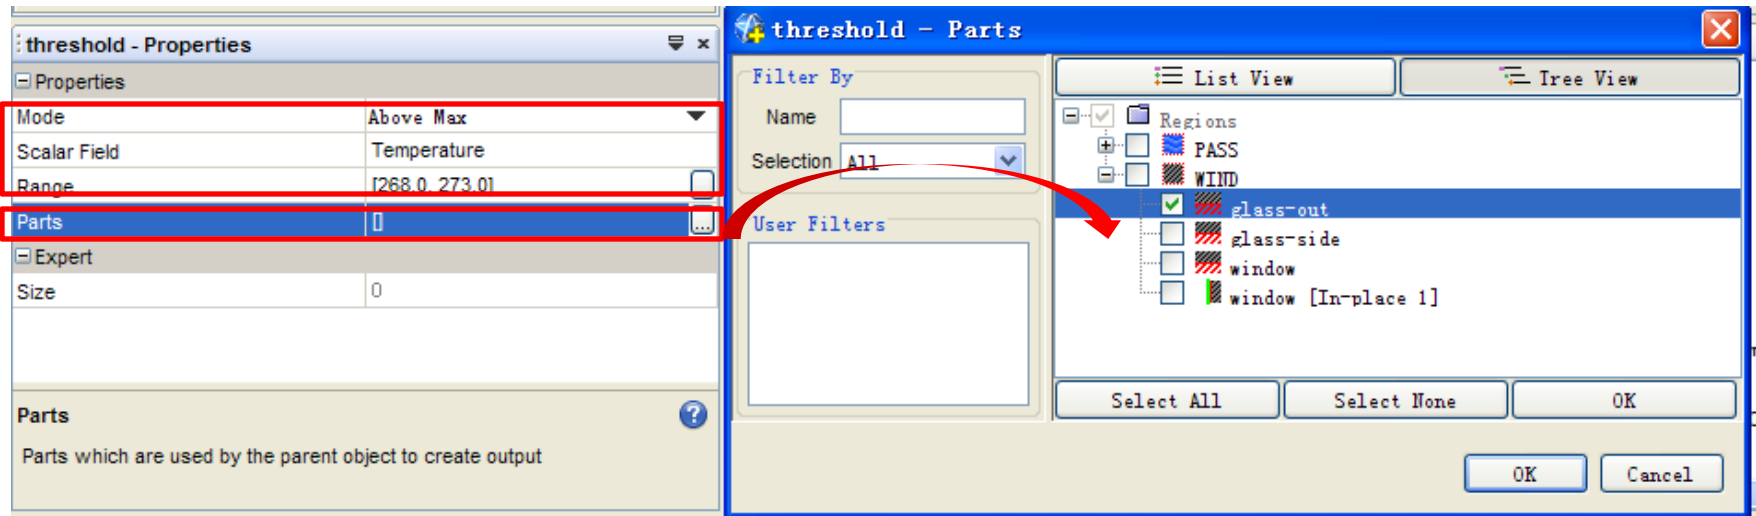 threshold - Properties
Properties
Mode Above Max
Scalar Field Temperature
Range [268.0, 273.0]
Parts []
Expert
Size 0
Parts
Parts which are used by the parent object to create output
threshold - Parts
Filter By
Name
Selection All
User Filters
List View Tree View
Regions
PASS
WIND
glass-out
glass-side
window
window [In-place 1]
Select All Select None OK
OK Cancel